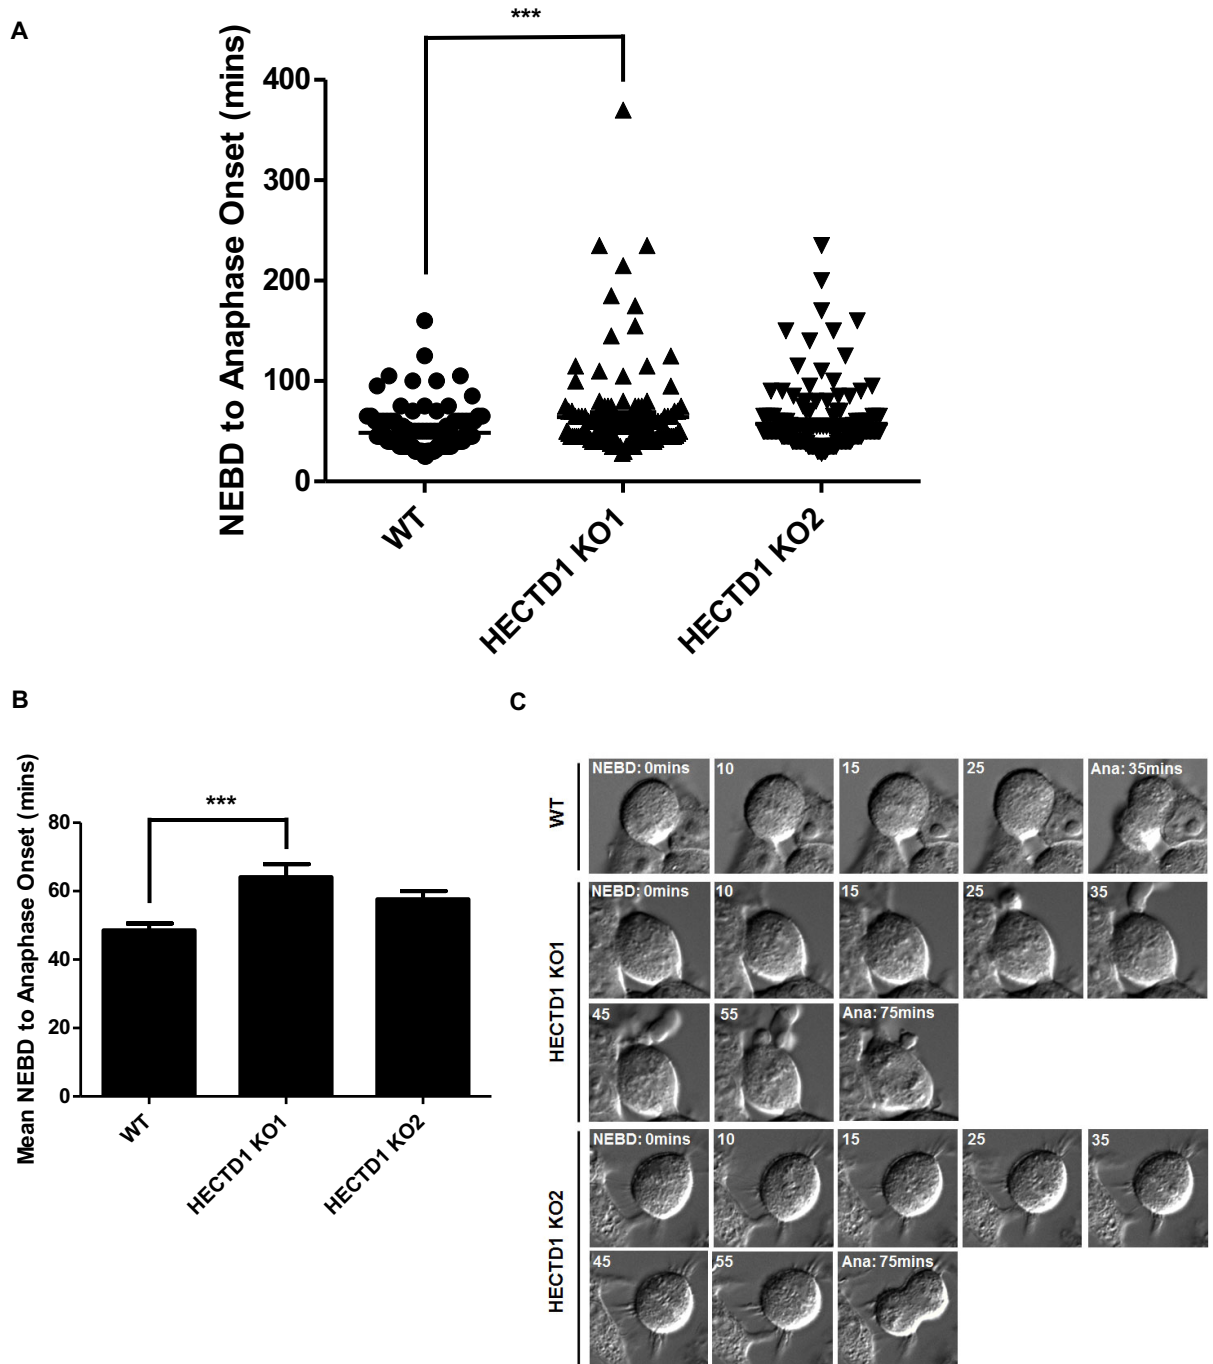 A
***
NEBD to Anaphase Onset (mins)
400
300
200
100
0
WT
HECTD1 KO1
HECTD1 KO2
B
***
Mean NEBD to Anaphase Onset (mins)
80
60
40
20
0
WT
HECTD1 KO1
HECTD1 KO2
C
WT
NEBD: 0mins 10 15 25 Ana: 35mins
HECTD1 KO1
NEBD: 0mins 10 15 25 35
45 55 Ana: 75mins
HECTD1 KO2
NEBD: 0mins 10 15 25 35
45 55 Ana: 75mins